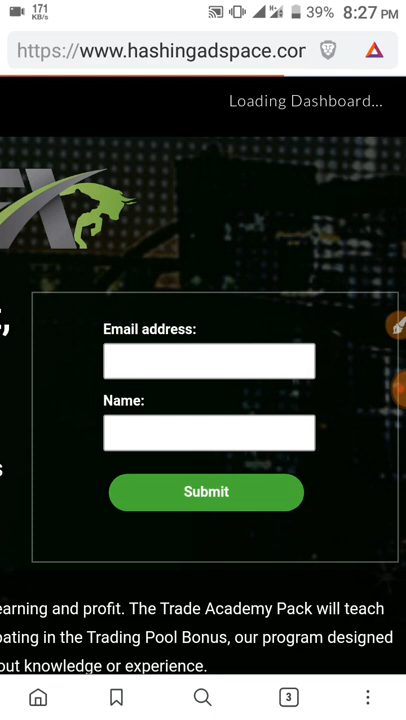 171
KB/s
39% 8:27 PM
https://www.hashingadspace.cor
Loading Dashboard...
FX
Email address:
Name:
Submit
earning and profit. The Trade Academy Pack will teach
pating in the Trading Pool Bonus, our program designed
out knowledge or experience.
3